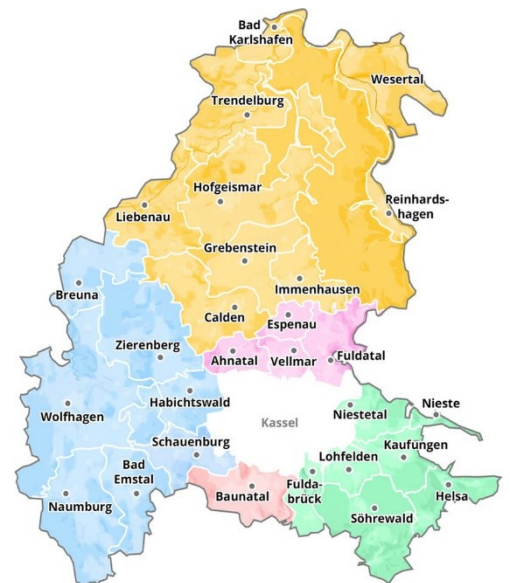 Bad
Karlshafen
Wesertal
Trendelburg
Hofgeismar
Reinhards-
hagen
Liebenau
Grebenstein
Immenhausen
Breuna
Calden
Espenau
Zierenberg
Ahnatal
Vellmar
Fuldatal
Habichtswald
Wolfhagen
Niestetal
Nieste
Kassel
Schauenburg
Kaufungen
Lohfelden
Bad
Emstal
Baunatal
Fulda-
brück
Helsa
Naumburg
Söhrewald